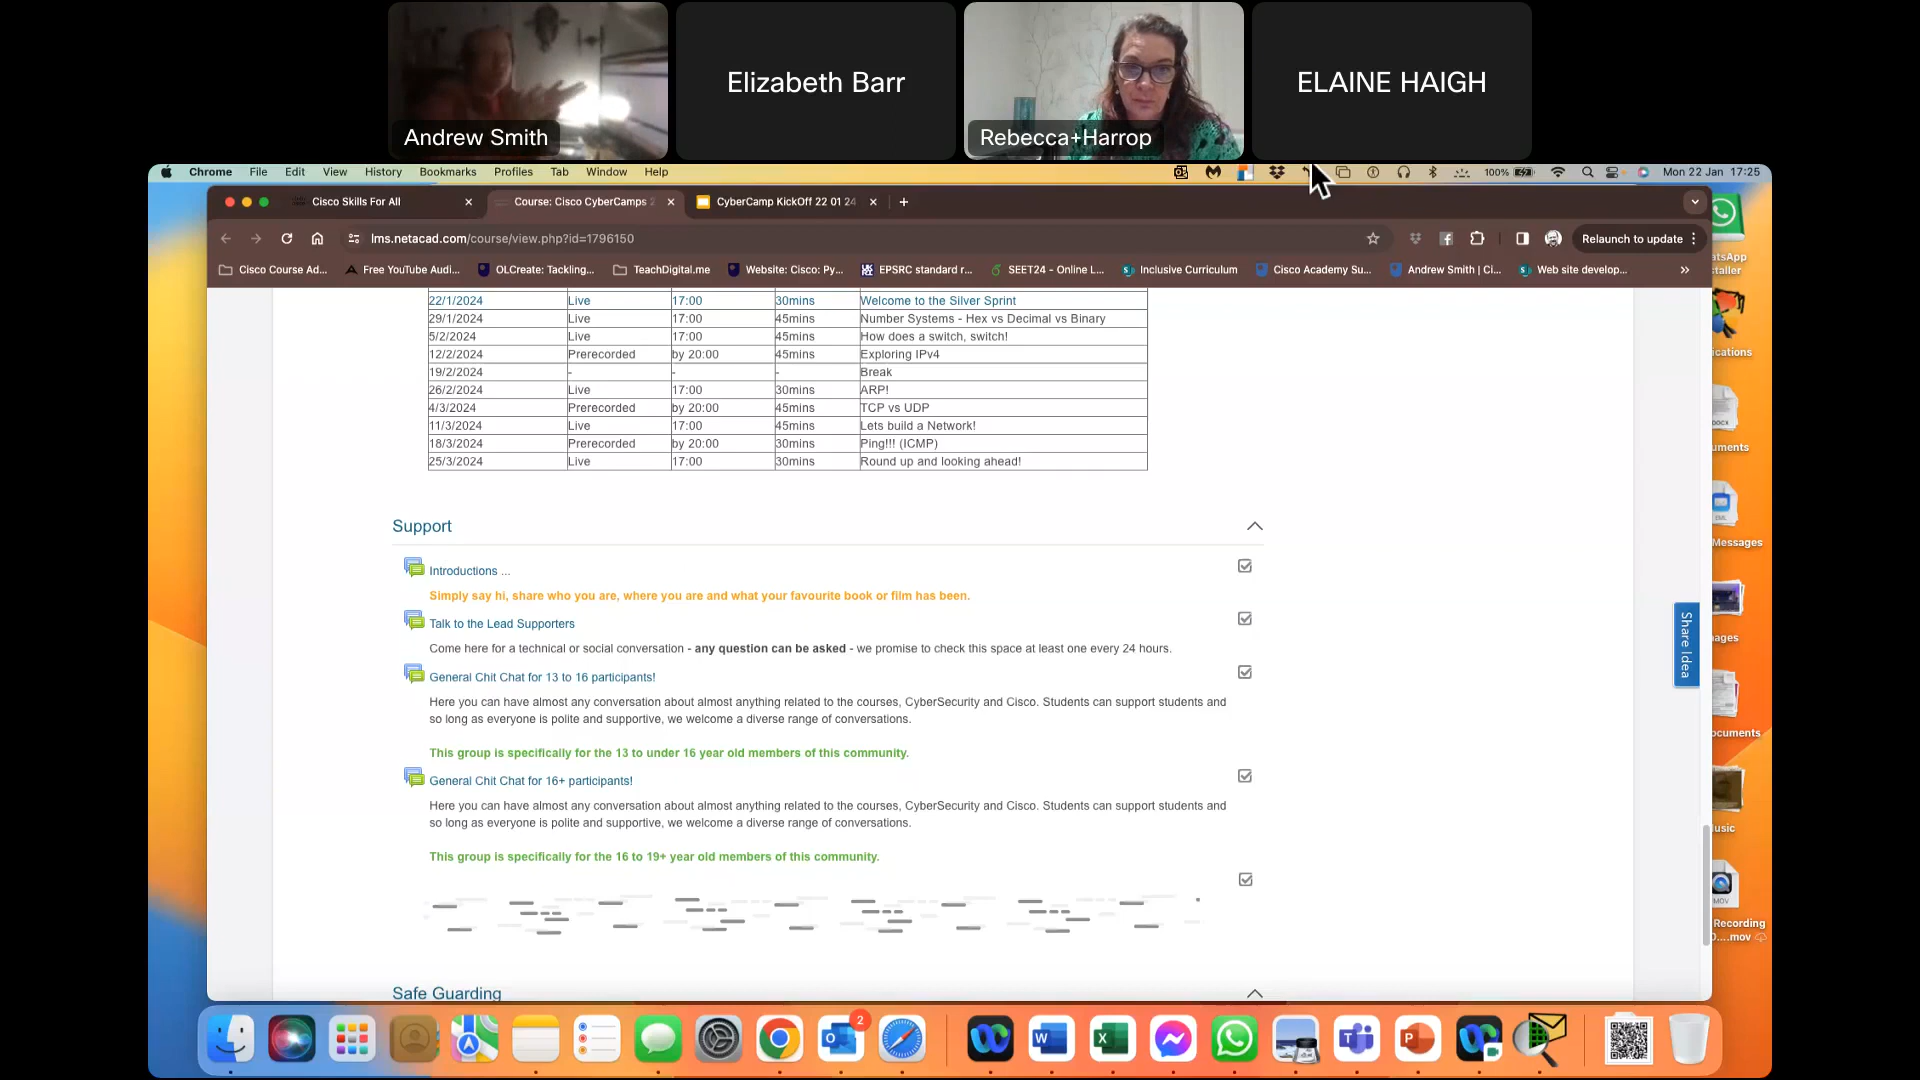 Andrew Smith
Elizabeth Barr
Rebecca+Harrop
ELAINE HAIGH
Chrome File Edit View History Bookmarks Profiles Tab Window Help
100% Mon 22 Jan 17:25
Cisco Skills For All
Course: Cisco CyberCamps 2
CyberCamp KickOff 22 01 24
lms.netacad.com/course/view.php?id=1796150
Relaunch to update
Cisco Course Ad...
Free YouTube Audi...
OLCreate: Tackling...
TeachDigital.me
Website: Cisco: Py...
EPSRC standard r...
SEET24 - Online L...
Inclusive Curriculum
Cisco Academy Su...
Andrew Smith | Ci...
Web site develop...
22/1/2024 Live 17:00 30mins Welcome to the Silver Sprint
29/1/2024 Live 17:00 45mins Number Systems - Hex vs Decimal vs Binary
5/2/2024 Live 17:00 45mins How does a switch, switch!
12/2/2024 Prerecorded by 20:00 45mins Exploring IPv4
19/2/2024 - - - Break
26/2/2024 Live 17:00 30mins ARP!
4/3/2024 Prerecorded by 20:00 45mins TCP vs UDP
11/3/2024 Live 17:00 45mins Lets build a Network!
18/3/2024 Prerecorded by 20:00 30mins Ping!!! (ICMP)
25/3/2024 Live 17:00 30mins Round up and looking ahead!
Support
Introductions ...
Simply say hi, share who you are, where you are and what your favourite book or film has been.
Talk to the Lead Supporters
Come here for a technical or social conversation - any question can be asked - we promise to check this space at least one every 24 hours.
General Chit Chat for 13 to 16 participants!
Here you can have almost any conversation about almost anything related to the courses, CyberSecurity and Cisco. Students can support students and
so long as everyone is polite and supportive, we welcome a diverse range of conversations.
This group is specifically for the 13 to under 16 year old members of this community.
General Chit Chat for 16+ participants!
Here you can have almost any conversation about almost anything related to the courses, CyberSecurity and Cisco. Students can support students and
so long as everyone is polite and supportive, we welcome a diverse range of conversations.
This group is specifically for the 16 to 19+ year old members of this community.
Safe Guarding
Share Idea
atsApp
taller
ications
DOCX
uments
EML
Messages
ages
ocuments
usic
MOV
Recording
0....mov
2